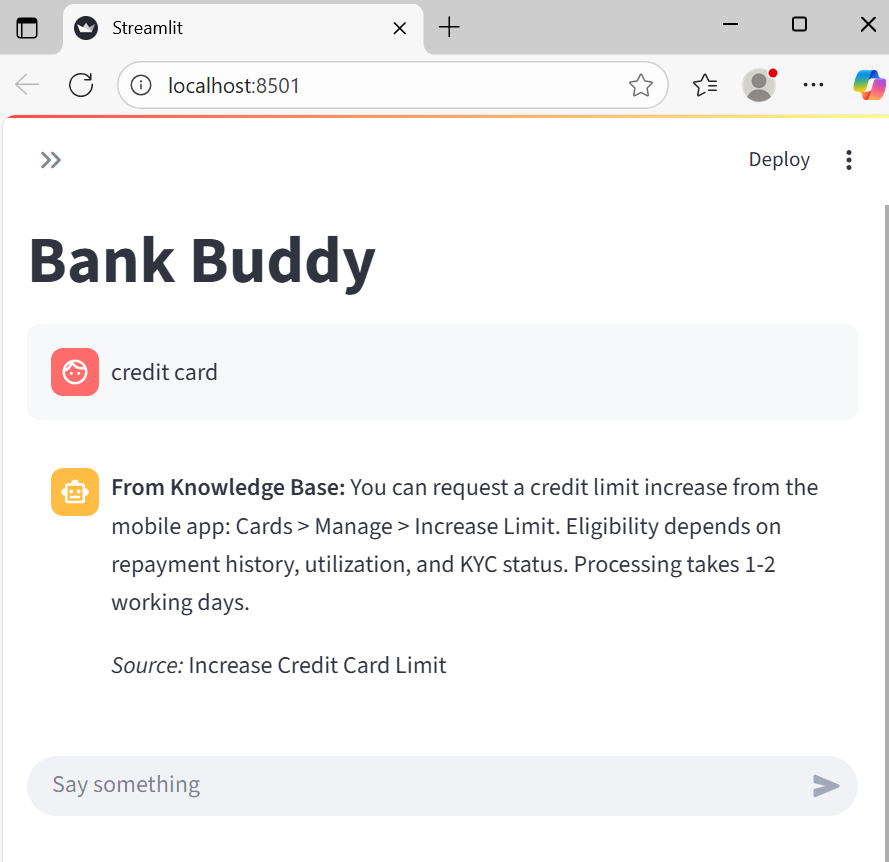 Streamlit
localhost:8501
Deploy
Bank Buddy
credit card
From Knowledge Base: You can request a credit limit increase from the
mobile app: Cards > Manage > Increase Limit. Eligibility depends on
repayment history, utilization, and KYC status. Processing takes 1-2
working days.
Source: Increase Credit Card Limit
Say something